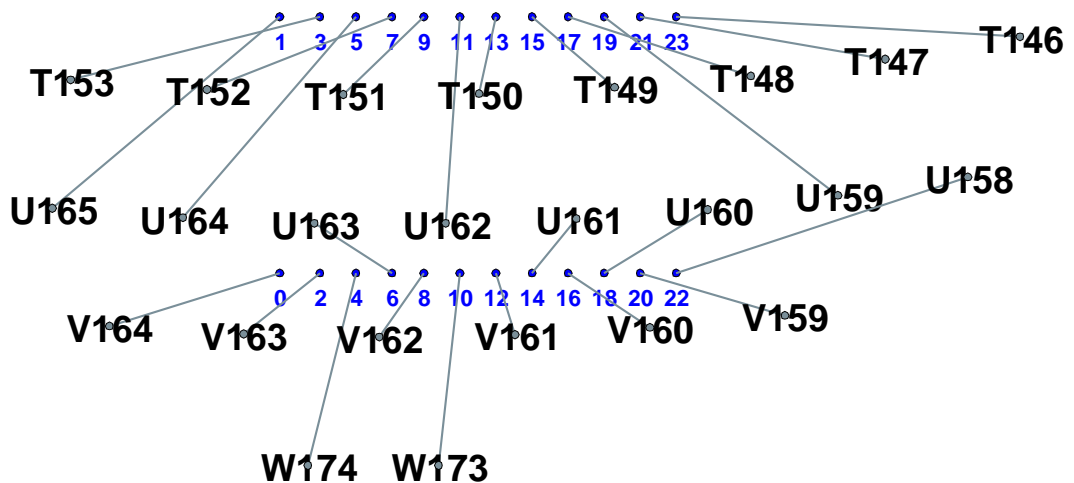 1 3 5 7 9 11 13 15 17 19 21 23
T153 T152 T151 T150 T149 T148 T147 T146
U165 U164 U163 U162 U161 U160 U159 U158
0 2 4 6 8 10 12 14 16 18 20 22
V164 V163 V162 V161 V160 V159
W174 W173